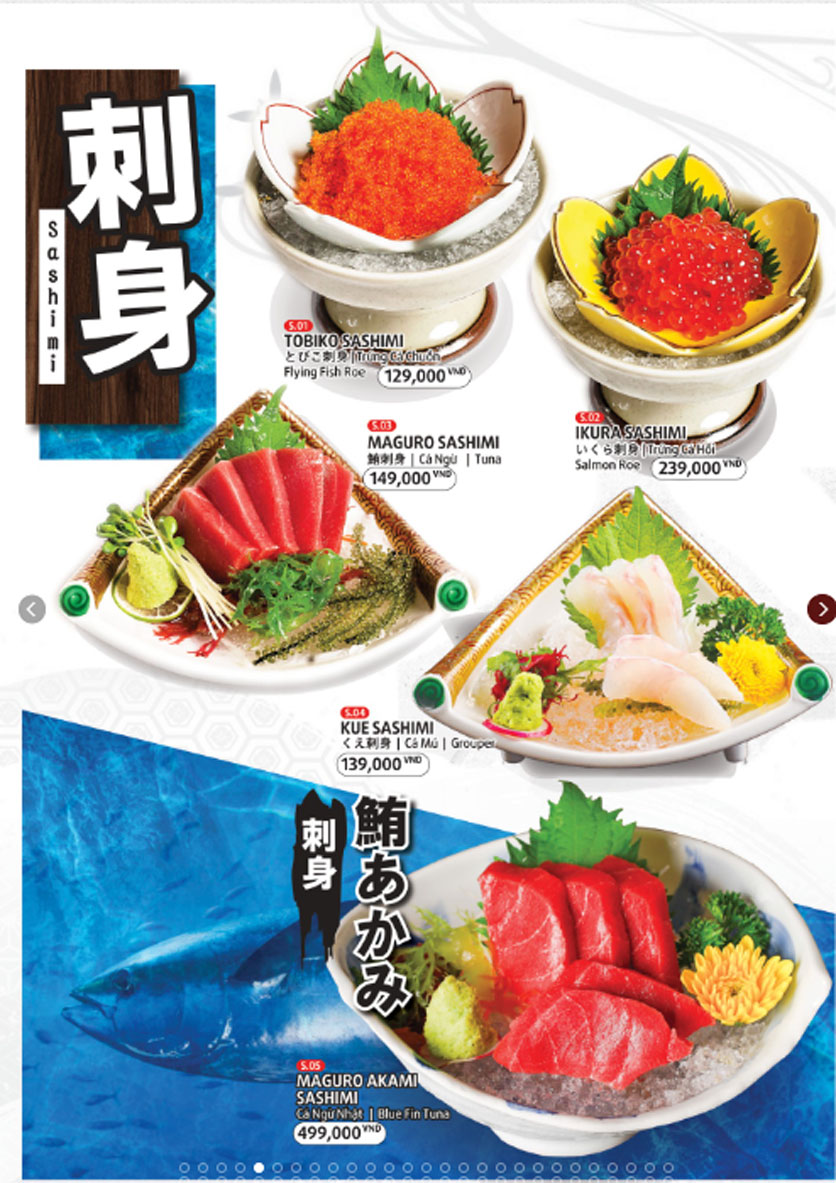 刺身
Sashimi
S.01
TOBIKO SASHIMI
とびこ刺身 | Trứng Cá Chuồn
Flying Fish Roe 129,000 VND
S.02
IKURA SASHIMI
いくら刺身 | Trứng Cá Hồi
Salmon Roe 239,000 VND
S.03
MAGURO SASHIMI
鮪刺身 | Cá Ngừ | Tuna
149,000 VND
S.04
KUE SASHIMI
くえ刺身 | Cá Mú | Grouper
139,000 VND
鮪あかみ
刺身
S.05
MAGURO AKAMI
SASHIMI
Cá Ngừ Nhật | Blue Fin Tuna
499,000 VND